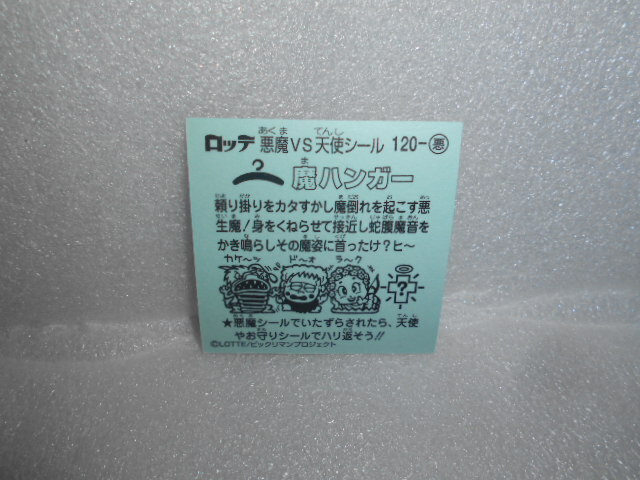 ロッテ 悪魔VS天使シール 120-悪
魔ハンガー
頼り掛りをカタすかし魔倒れを起こす悪
生魔!身をくねらせて接近し蛇腹魔音を
かき鳴らしその魔姿に首ったけ?ヒ〜
カケ〜ッ ド〜ォ ラ〜ク
?
★悪魔シールでいたずらされたら、天使
やお守りシールでハリ返そう!!
©LOTTE/ビックリマンプロジェクト